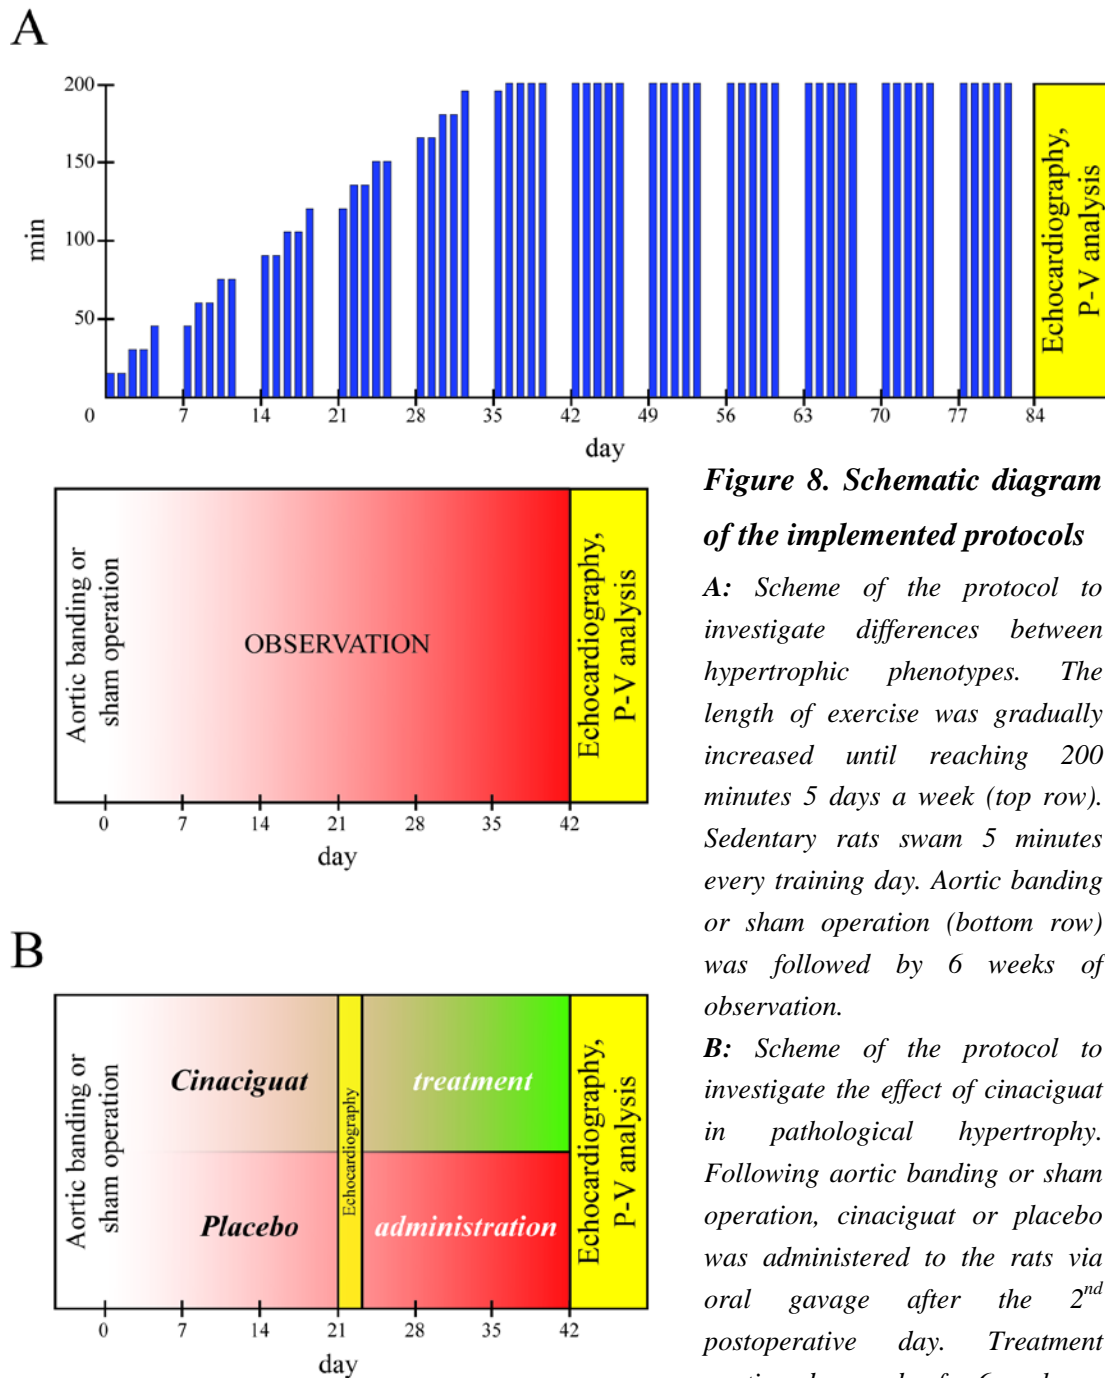 A
200
150
100
50
0
min
7 14 21 28 35 42 49 56 63 70 77 84
day
Echocardiography,
P-V analysis
Aortic banding or
sham operation
OBSERVATION
Echocardiography,
P-V analysis
0 7 14 21 28 35 42
day
Figure 8. Schematic diagram
of the implemented protocols
A: Scheme of the protocol to
investigate differences between
hypertrophic phenotypes. The
length of exercise was gradually
increased until reaching 200
minutes 5 days a week (top row).
Sedentary rats swam 5 minutes
every training day. Aortic banding
or sham operation (bottom row)
was followed by 6 weeks of
observation.
B
Aortic banding or
sham operation
Cinaciguat
treatment
Echocardiography
Placebo
administration
Echocardiography,
P-V analysis
0 7 14 21 28 35 42
day
B: Scheme of the protocol to
investigate the effect of cinaciguat
in pathological hypertrophy.
Following aortic banding or sham
operation, cinaciguat or placebo
was administered to the rats via
oral gavage after the 2nd
postoperative day. Treatment